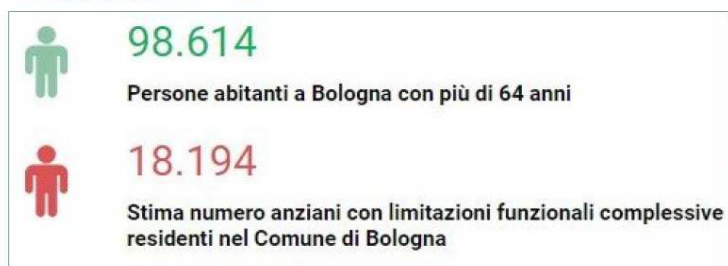 98.614
Persone abitanti a Bologna con più di 64 anni
18.194
Stima numero anziani con limitazioni funzionali complessive
residenti nel Comune di Bologna